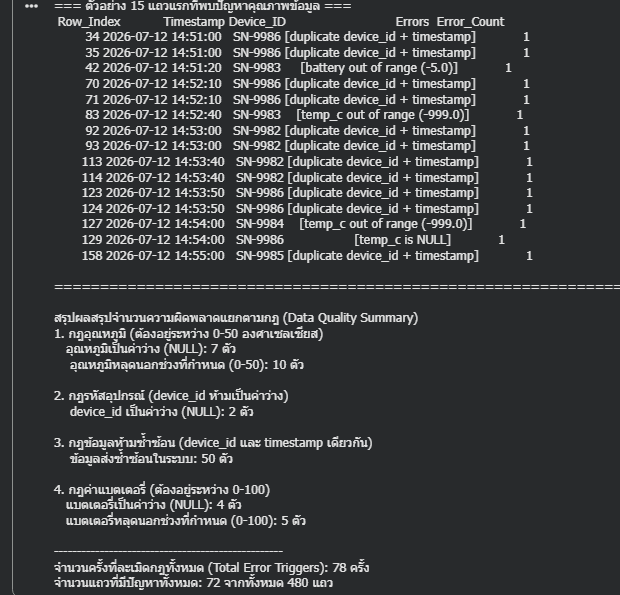 === ตัวอย่าง 15 แถวแรกที่พบปัญหาคุณภาพข้อมูล ===
Row_Index Timestamp Device_ID Errors Error_Count
34 2026-07-12 14:51:00 SN-9986 [duplicate device_id + timestamp] 1
35 2026-07-12 14:51:00 SN-9986 [duplicate device_id + timestamp] 1
42 2026-07-12 14:51:20 SN-9983 [battery out of range (-5.0)] 1
70 2026-07-12 14:52:10 SN-9986 [duplicate device_id + timestamp] 1
71 2026-07-12 14:52:10 SN-9986 [duplicate device_id + timestamp] 1
83 2026-07-12 14:52:40 SN-9983 [temp_c out of range (-999.0)] 1
92 2026-07-12 14:53:00 SN-9982 [duplicate device_id + timestamp] 1
93 2026-07-12 14:53:00 SN-9982 [duplicate device_id + timestamp] 1
113 2026-07-12 14:53:40 SN-9982 [duplicate device_id + timestamp] 1
114 2026-07-12 14:53:40 SN-9982 [duplicate device_id + timestamp] 1
123 2026-07-12 14:53:50 SN-9986 [duplicate device_id + timestamp] 1
124 2026-07-12 14:53:50 SN-9986 [duplicate device_id + timestamp] 1
127 2026-07-12 14:54:00 SN-9984 [temp_c out of range (-999.0)] 1
129 2026-07-12 14:54:00 SN-9986 [temp_c is NULL] 1
158 2026-07-12 14:55:00 SN-9985 [duplicate device_id + timestamp] 1
======================================================================
สรุปผลสรุปจำนวนความผิดพลาดแยกตามกฎ (Data Quality Summary)
1. กฎอุณหภูมิ (ต้องอยู่ระหว่าง 0-50 องศาเซลเซียส)
อุณหภูมิเป็นค่าว่าง (NULL): 7 ตัว
อุณหภูมิหลุดนอกช่วงที่กำหนด (0-50): 10 ตัว
2. กฎรหัสอุปกรณ์ (device_id ห้ามเป็นค่าว่าง)
device_id เป็นค่าว่าง (NULL): 2 ตัว
3. กฎข้อมูลห้ามซ้ำซ้อน (device_id และ timestamp เดียวกัน)
ข้อมูลส่งซ้ำซ้อนในระบบ: 50 ตัว
4. กฎค่าแบตเตอรี่ (ต้องอยู่ระหว่าง 0-100)
แบตเตอรี่เป็นค่าว่าง (NULL): 4 ตัว
แบตเตอรี่หลุดนอกช่วงที่กำหนด (0-100): 5 ตัว
--------------------------------------------------
จำนวนครั้งที่ละเมิดกฎทั้งหมด (Total Error Triggers): 78 ครั้ง
จำนวนแถวที่มีปัญหาทั้งหมด: 72 จากทั้งหมด 480 แถว